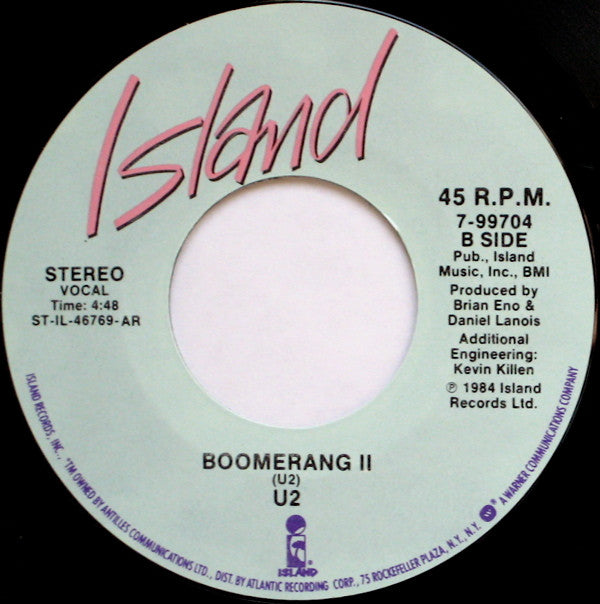 Island
45 R.P.M.
7-99704
B SIDE
Pub., Island
Music, Inc., BMI
Produced by
Brian Eno &
Daniel Lanois
Additional
Engineering:
Kevin Killen
℗ 1984 Island
Records Ltd.
STEREO
VOCAL
Time: 4:48
ST-IL-46769-AR
BOOMERANG II
(U2)
U2
ISLAND
ISLAND RECORDS, INC., *TM OWNED BY ANTILLES COMMUNICATIONS LTD., DIST. BY ATLANTIC RECORDING CORP., 75 ROCKEFELLER PLAZA, N.Y., N.Y. W® A WARNER COMMUNICATIONS COMPANY